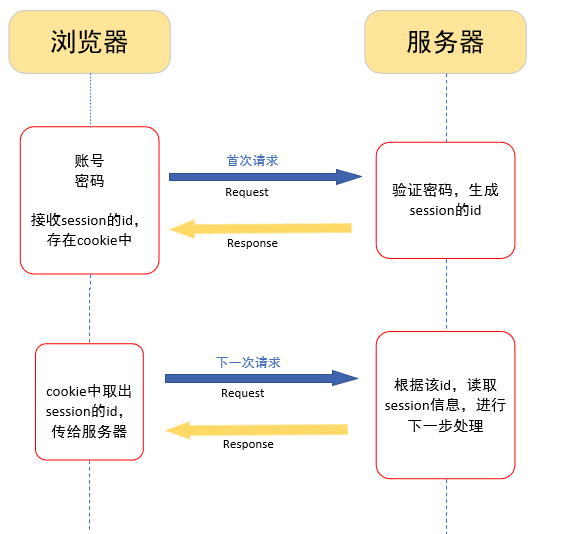 浏览器
服务器
账号
密码
接收session的id，
存在cookie中
首次请求
Request
Response
验证密码，生成
session的id
cookie中取出
session的id，
传给服务器
下一次请求
Request
Response
根据该id，读取
session信息，进行
下一步处理